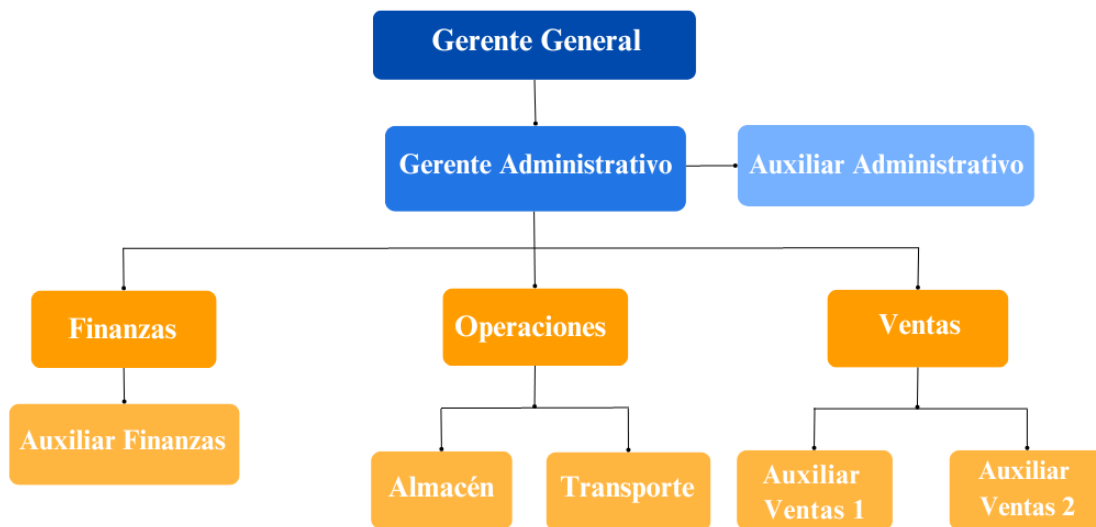 Gerente General
Gerente Administrativo
Auxiliar Administrativo
Finanzas
Operaciones
Ventas
Auxiliar Finanzas
Almacén
Transporte
Auxiliar
Ventas 1
Auxiliar
Ventas 2